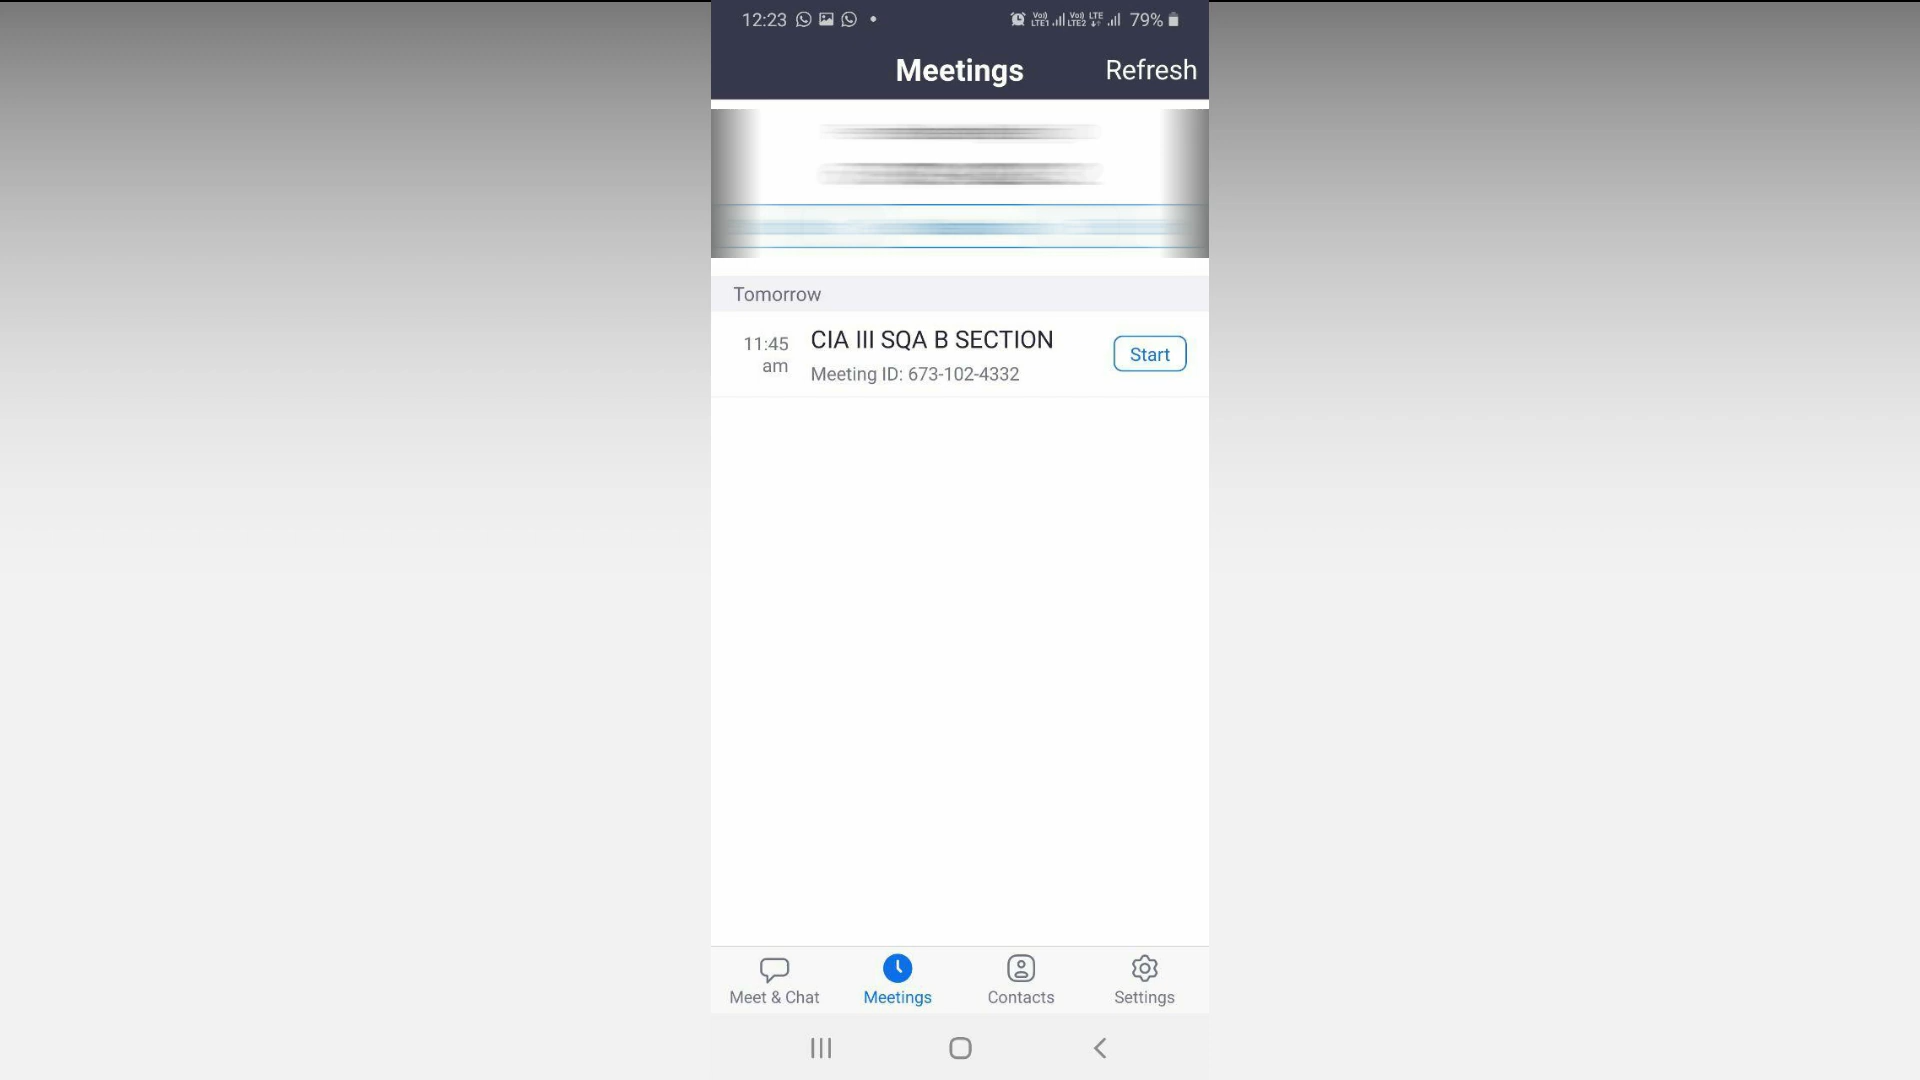 12:23 79%
Meetings Refresh
Tomorrow
11:45 am CIA III SQA B SECTION Start
Meeting ID: 673-102-4332
Meet & Chat Meetings Contacts Settings